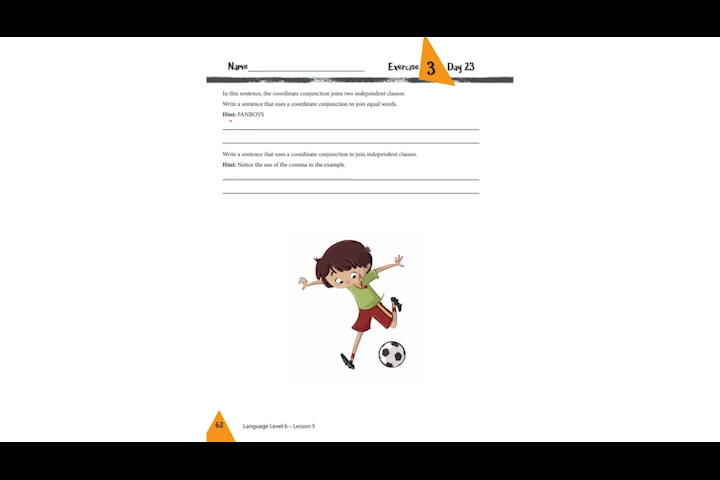 Name
Exercise 3 Day 23
In this sentence, the coordinate conjunction joins two independent clauses.
Write a sentence that uses a coordinate conjunction to join equal words.
Hint: FANBOYS
Write a sentence that uses a coordinate conjunction to join independent clauses.
Hint: Notice the use of the comma in the example.
62 Language Level 6 – Lesson 5